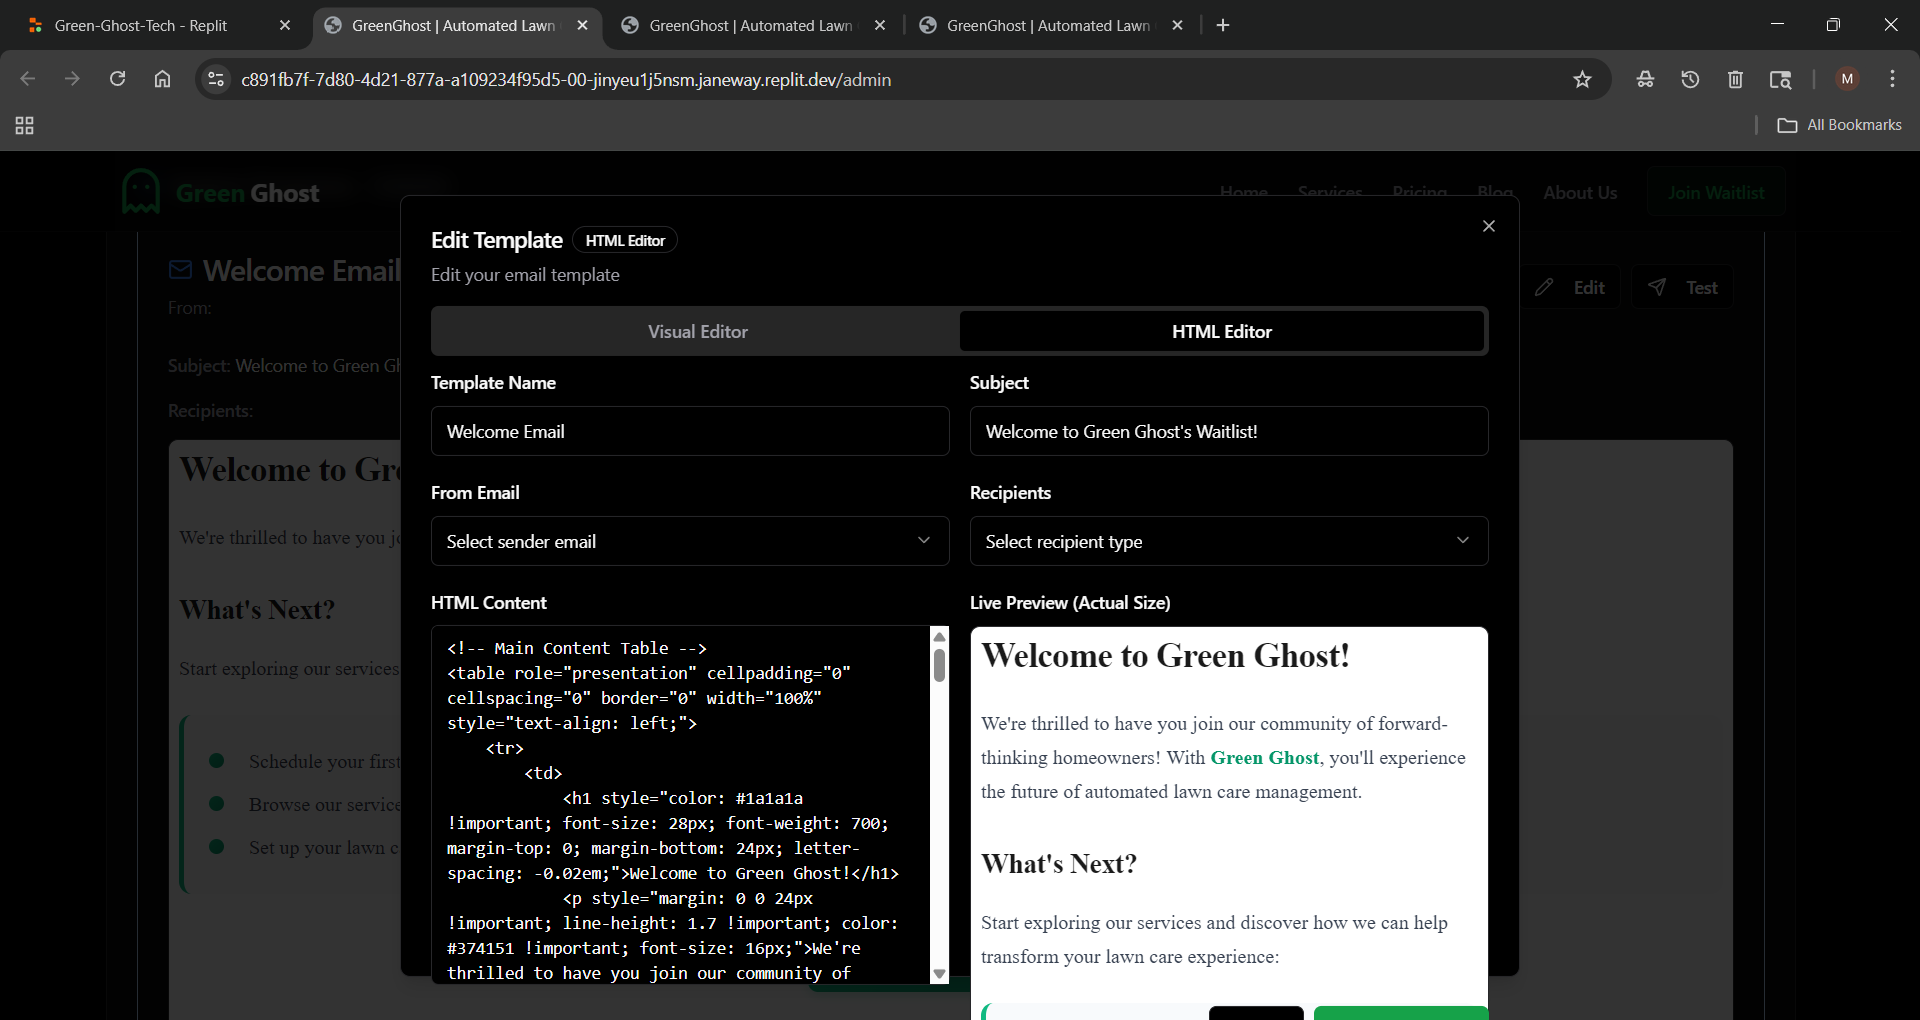 Green-Ghost-Tech - Replit
GreenGhost | Automated Lawn
GreenGhost | Automated Lawn
GreenGhost | Automated Lawn
c891fb7f-7d80-4d21-877a-a109234f95d5-00-jinyeu1j5nsm.janeway.replit.dev/admin
M
All Bookmarks
Green Ghost
Home Services Pricing Blog About Us Join Waitlist
Welcome Email
From:
Edit
Test
Subject: Welcome to Green Gh
Recipients:
Welcome to Gre
We're thrilled to have you jo
What's Next?
Start exploring our services
Schedule your first
Browse our service
Set up your lawn c
Edit Template HTML Editor
Edit your email template
Visual Editor HTML Editor
Template Name
Welcome Email
Subject
Welcome to Green Ghost's Waitlist!
From Email
Select sender email
Recipients
Select recipient type
HTML Content
<!-- Main Content Table -->
<table role="presentation" cellpadding="0"
cellspacing="0" border="0" width="100%"
style="text-align: left;">
<tr>
<td>
<h1 style="color: #1a1a1a
!important; font-size: 28px; font-weight: 700;
margin-top: 0; margin-bottom: 24px; letter-
spacing: -0.02em;">Welcome to Green Ghost!</h1>
<p style="margin: 0 0 24px
!important; line-height: 1.7 !important; color:
#374151 !important; font-size: 16px;">We're
thrilled to have you join our community of
Live Preview (Actual Size)
Welcome to Green Ghost!
We're thrilled to have you join our community of forward-
thinking homeowners! With Green Ghost, you'll experience
the future of automated lawn care management.
What's Next?
Start exploring our services and discover how we can help
transform your lawn care experience: